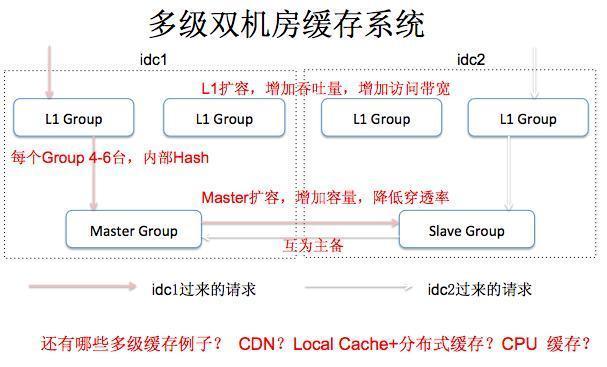 多级双机房缓存系统
idc1
idc2
L1扩容，增加吞吐量，增加访问带宽
L1 Group
L1 Group
L1 Group
L1 Group
每个Group 4-6台，内部Hash
Master扩容，增加容量，降低穿透率
Master Group
互为主备
Slave Group
idc1过来的请求
idc2过来的请求
还有哪些多级缓存例子？ CDN？Local Cache+分布式缓存？CPU 缓存？